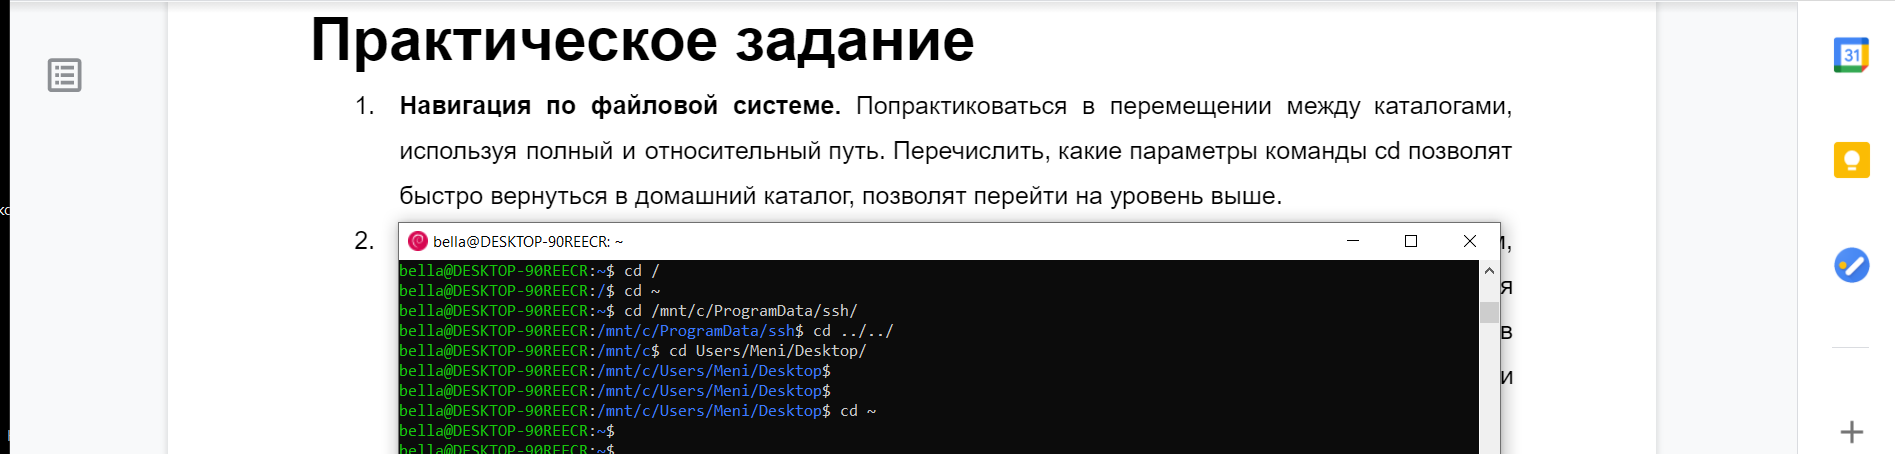 Практическое задание
31
1. Навигация по файловой системе. Попрактиковаться в перемещении между каталогами,
используя полный и относительный путь. Перечислить, какие параметры команды cd позволят
быстро вернуться в домашний каталог, позволят перейти на уровень выше.
2.
bella@DESKTOP-90REECR: ~
bella@DESKTOP-90REECR:~$ cd /
bella@DESKTOP-90REECR:/$ cd ~
bella@DESKTOP-90REECR:~$ cd /mnt/c/ProgramData/ssh/
bella@DESKTOP-90REECR:/mnt/c/ProgramData/ssh$ cd ../../
bella@DESKTOP-90REECR:/mnt/c$ cd Users/Meni/Desktop/
bella@DESKTOP-90REECR:/mnt/c/Users/Meni/Desktop$
bella@DESKTOP-90REECR:/mnt/c/Users/Meni/Desktop$
bella@DESKTOP-90REECR:/mnt/c/Users/Meni/Desktop$ cd ~
bella@DESKTOP-90REECR:~$
bella@DESKTOP-90REECR:~$
я
в
и